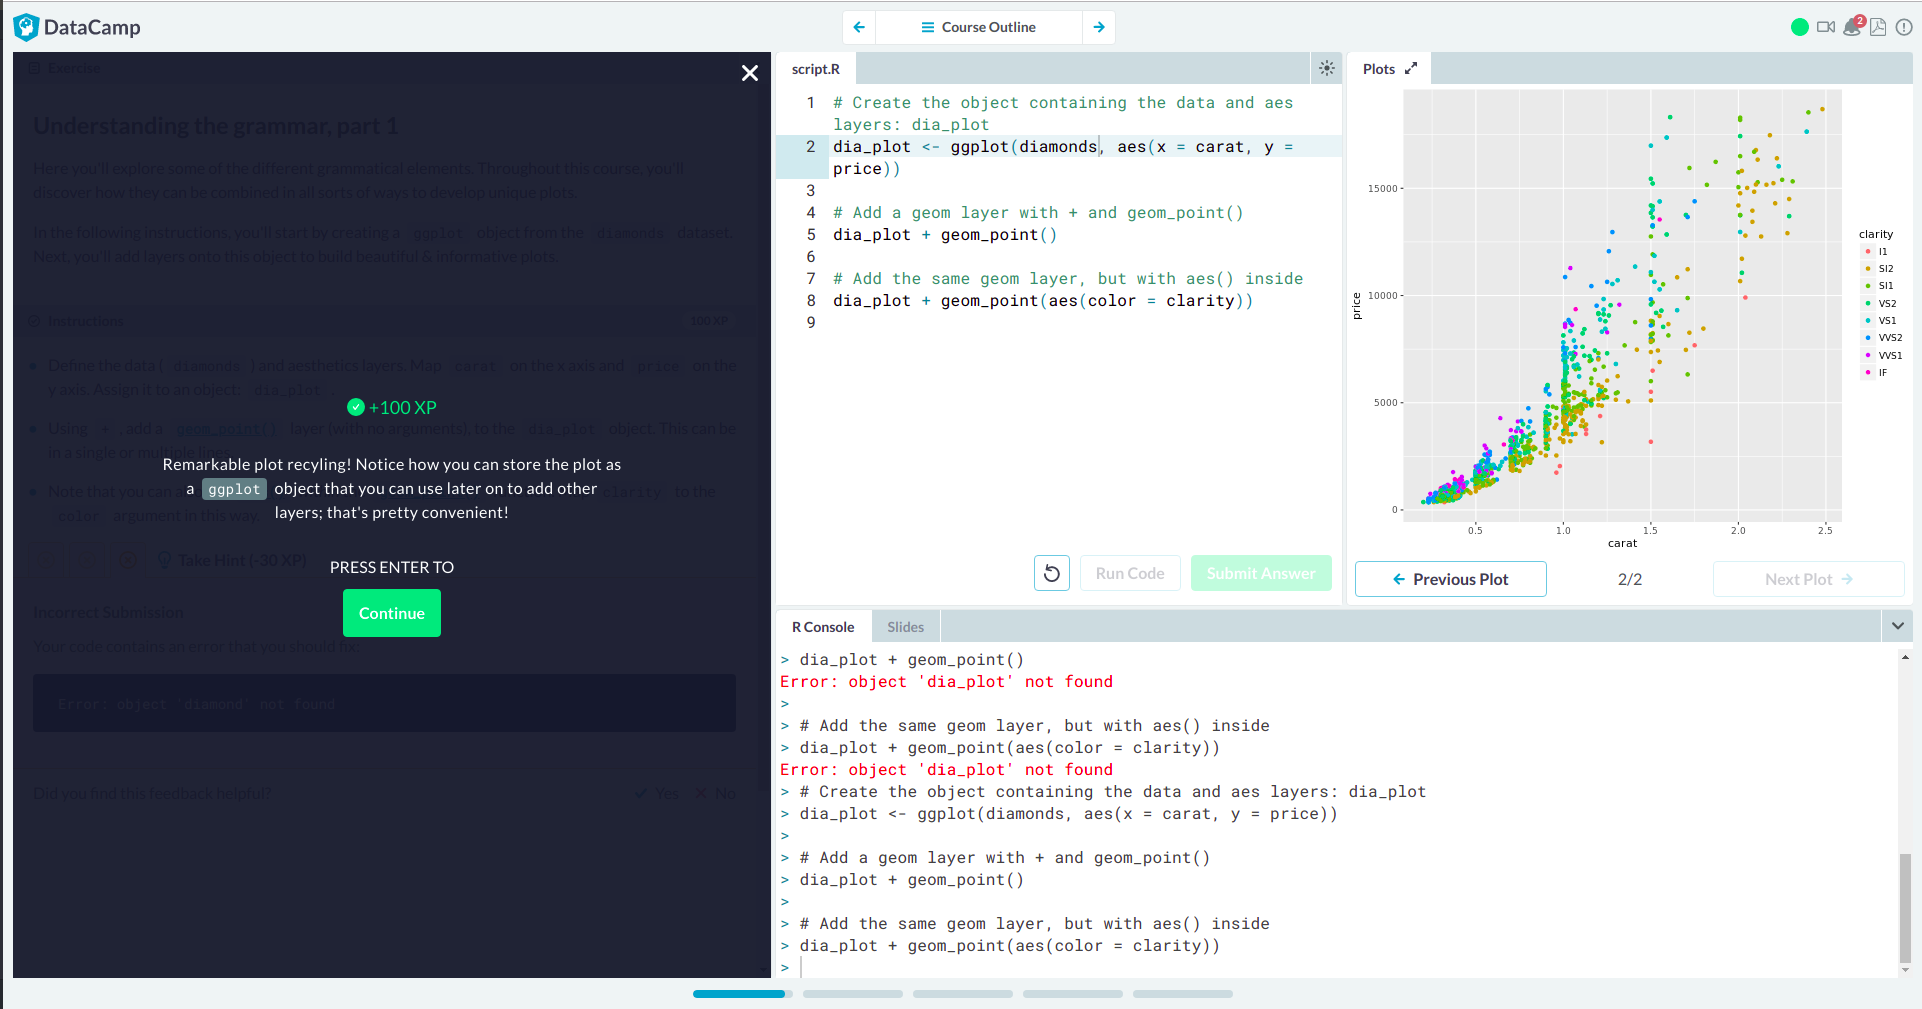 DataCamp
Course Outline
2
Exercise
Understanding the grammar, part 1
Here you'll explore some of the different grammatical elements. Throughout this course, you'll
discover how they can be combined in all sorts of ways to develop unique plots.
In the following instructions, you'll start by creating a ggplot object from the diamonds dataset.
Next, you'll add layers onto this object to build beautiful & informative plots.
Instructions
100 XP
Define the data ( diamonds ) and aesthetics layers. Map carat on the x axis and price on the
y axis. Assign it to an object: dia_plot .
+100 XP
Using + , add a geom_point() layer (with no arguments), to the dia_plot object. This can be
in a single or multiple lines.
Remarkable plot recyling! Notice how you can store the plot as
a ggplot object that you can use later on to add other
layers; that's pretty convenient!
Note that you can clarity to the
color argument in this way.
Take Hint (-30 XP)
PRESS ENTER TO
Continue
Incorrect Submission
Your code contains an error that you should fix:
Error: object 'diamond' not found
Did you find this feedback helpful?
Yes
No
script.R
1 # Create the object containing the data and aes
layers: dia_plot
2 dia_plot <- ggplot(diamonds, aes(x = carat, y =
price))
3
4 # Add a geom layer with + and geom_point()
5 dia_plot + geom_point()
6
7 # Add the same geom layer, but with aes() inside
8 dia_plot + geom_point(aes(color = clarity))
9
Run Code
Submit Answer
Plots
15000
10000
5000
0
price
0.5 1.0 1.5 2.0 2.5
carat
clarity
I1
SI2
SI1
VS2
VS1
VVS2
VVS1
IF
Previous Plot
2/2
Next Plot
R Console
Slides
> dia_plot + geom_point()
Error: object 'dia_plot' not found
>
> # Add the same geom layer, but with aes() inside
> dia_plot + geom_point(aes(color = clarity))
Error: object 'dia_plot' not found
> # Create the object containing the data and aes layers: dia_plot
> dia_plot <- ggplot(diamonds, aes(x = carat, y = price))
>
> # Add a geom layer with + and geom_point()
> dia_plot + geom_point()
>
> # Add the same geom layer, but with aes() inside
> dia_plot + geom_point(aes(color = clarity))
>